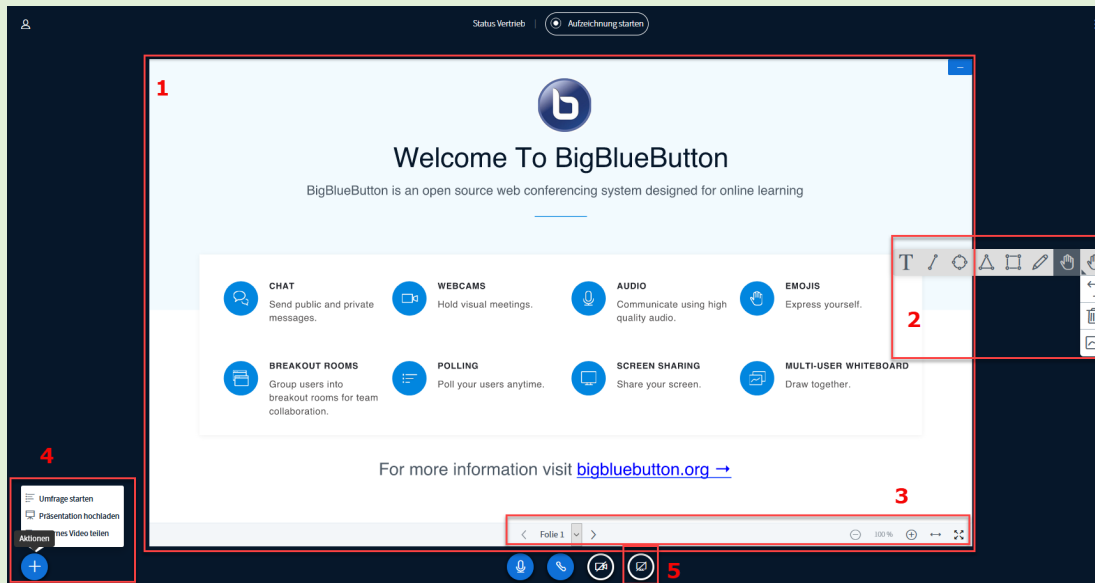 Status Vertrieb | Aufzeichnung starten
1
b
Welcome To BigBlueButton
BigBlueButton is an open source web conferencing system designed for online learning
T
2
CHAT
Send public and private
messages.
WEBCAMS
Hold visual meetings.
AUDIO
Communicate using high
quality audio.
EMOJIS
Express yourself.
BREAKOUT ROOMS
Group users into
breakout rooms for team
collaboration.
POLLING
Poll your users anytime.
SCREEN SHARING
Share your screen.
MULTI-USER WHITEBOARD
Draw together.
For more information visit bigbluebutton.org →
3
Folie 1
100 %
4
Umfrage starten
Präsentation hochladen
nes Video teilen
Aktionen
5